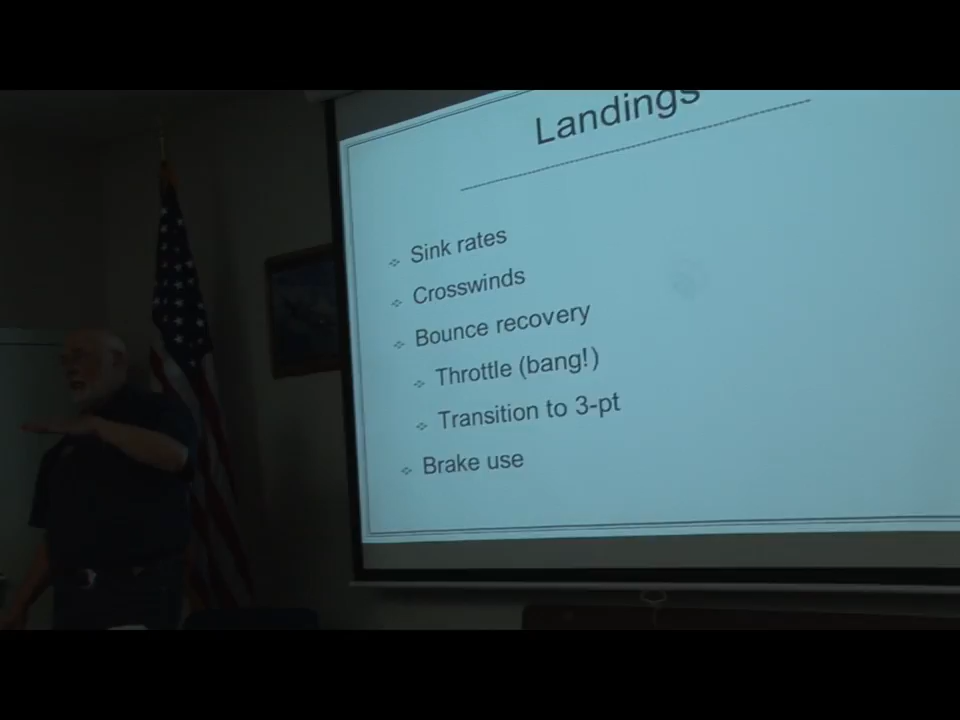 Landings
Sink rates
Crosswinds
Bounce recovery
Throttle (bang!)
Transition to 3-pt
Brake use